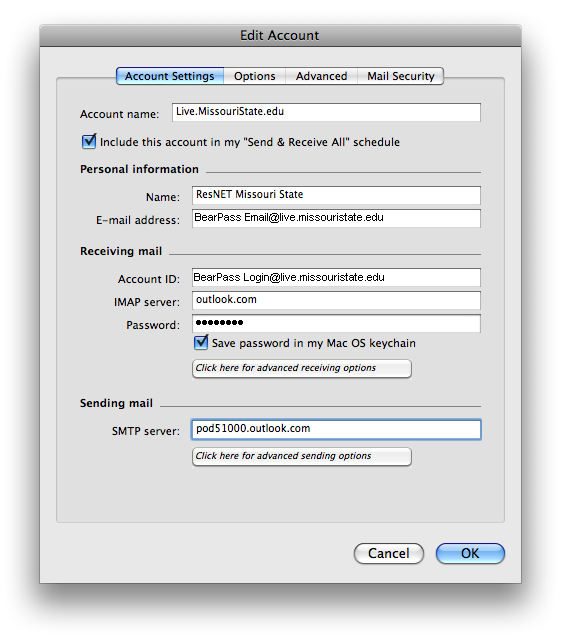 Edit Account
Account Settings Options Advanced Mail Security
Account name: Live.MissouriState.edu
Include this account in my "Send & Receive All" schedule
Personal information
Name: ResNET Missouri State
E-mail address: BearPass Email@live.missouristate.edu
Receiving mail
Account ID: BearPass Login@live.missouristate.edu
IMAP server: outlook.com
Password: ••••••••
Save password in my Mac OS keychain
Click here for advanced receiving options
Sending mail
SMTP server: pod51000.outlook.com
Click here for advanced sending options
Cancel OK